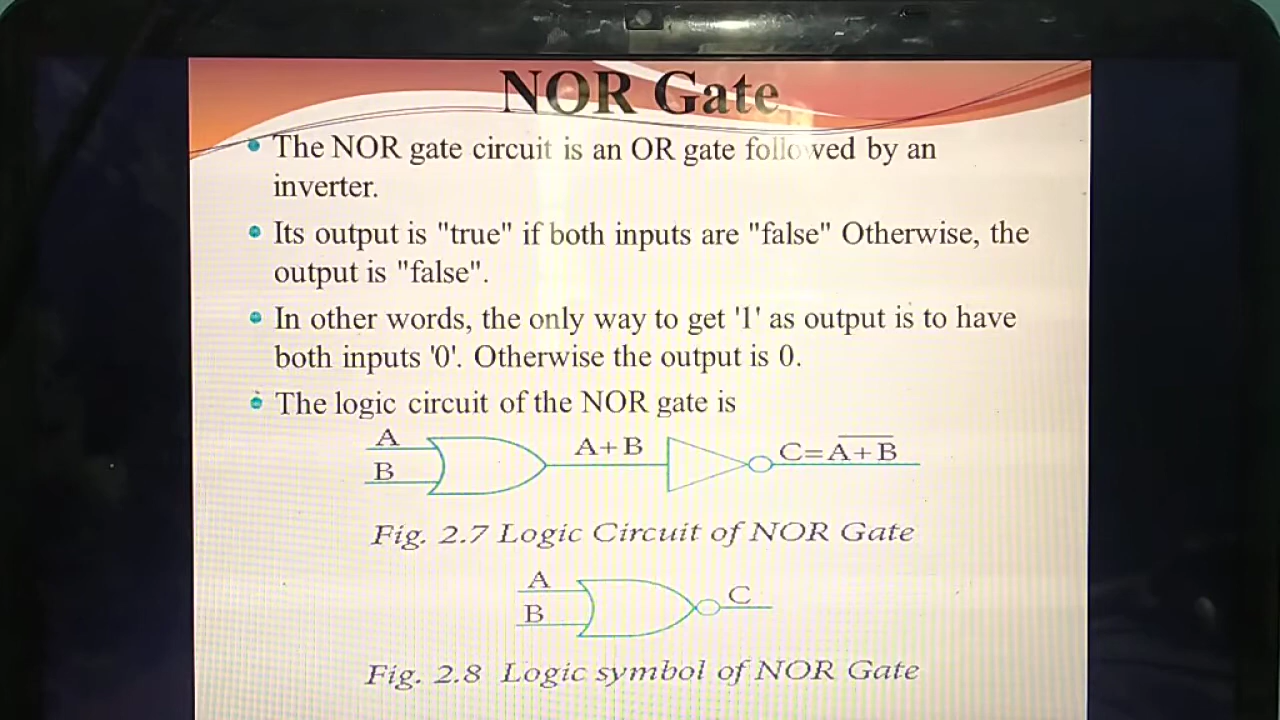 NOR Gate
The NOR gate circuit is an OR gate followed by an
inverter.
Its output is "true" if both inputs are "false" Otherwise, the
output is "false".
In other words, the only way to get '1' as output is to have
both inputs '0'. Otherwise the output is 0.
The logic circuit of the NOR gate is
A
B
A+B
C=A̅+̅B̅
Fig. 2.7 Logic Circuit of NOR Gate
A
B
C
Fig. 2.8 Logic symbol of NOR Gate